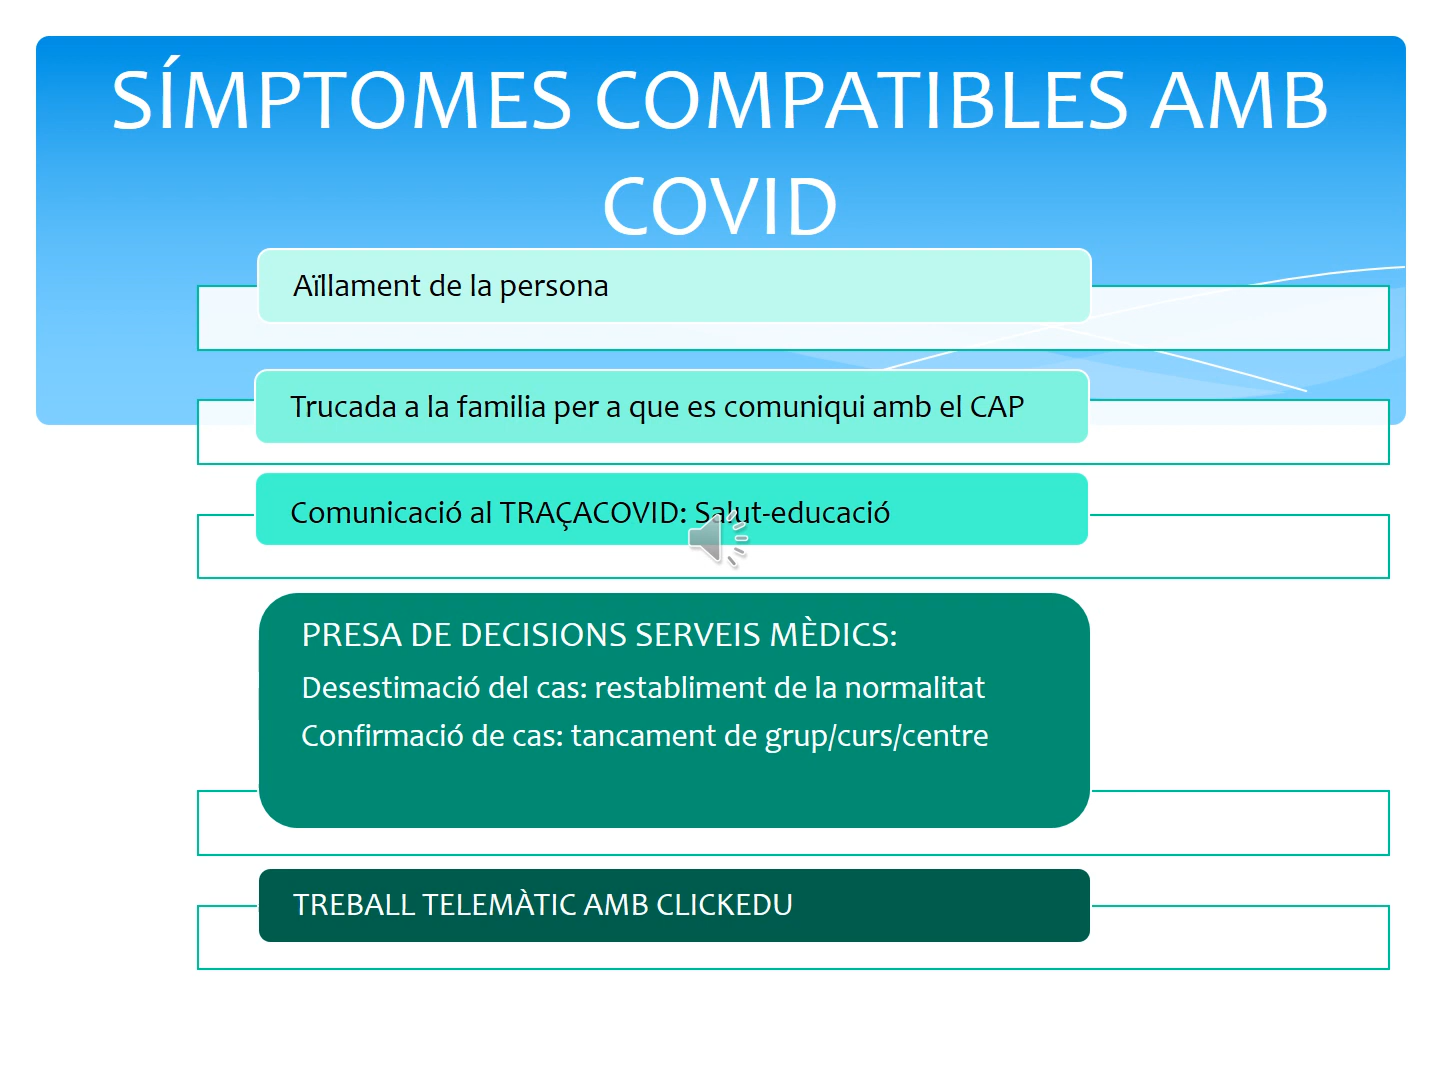 SÍMPTOMES COMPATIBLES AMB
COVID
Aïllament de la persona
Trucada a la familia per a que es comuniqui amb el CAP
Comunicació al TRAÇACOVID: Salut-educació
PRESA DE DECISIONS SERVEIS MÈDICS:
Desestimació del cas: restabliment de la normalitat
Confirmació de cas: tancament de grup/curs/centre
TREBALL TELEMÀTIC AMB CLICKEDU